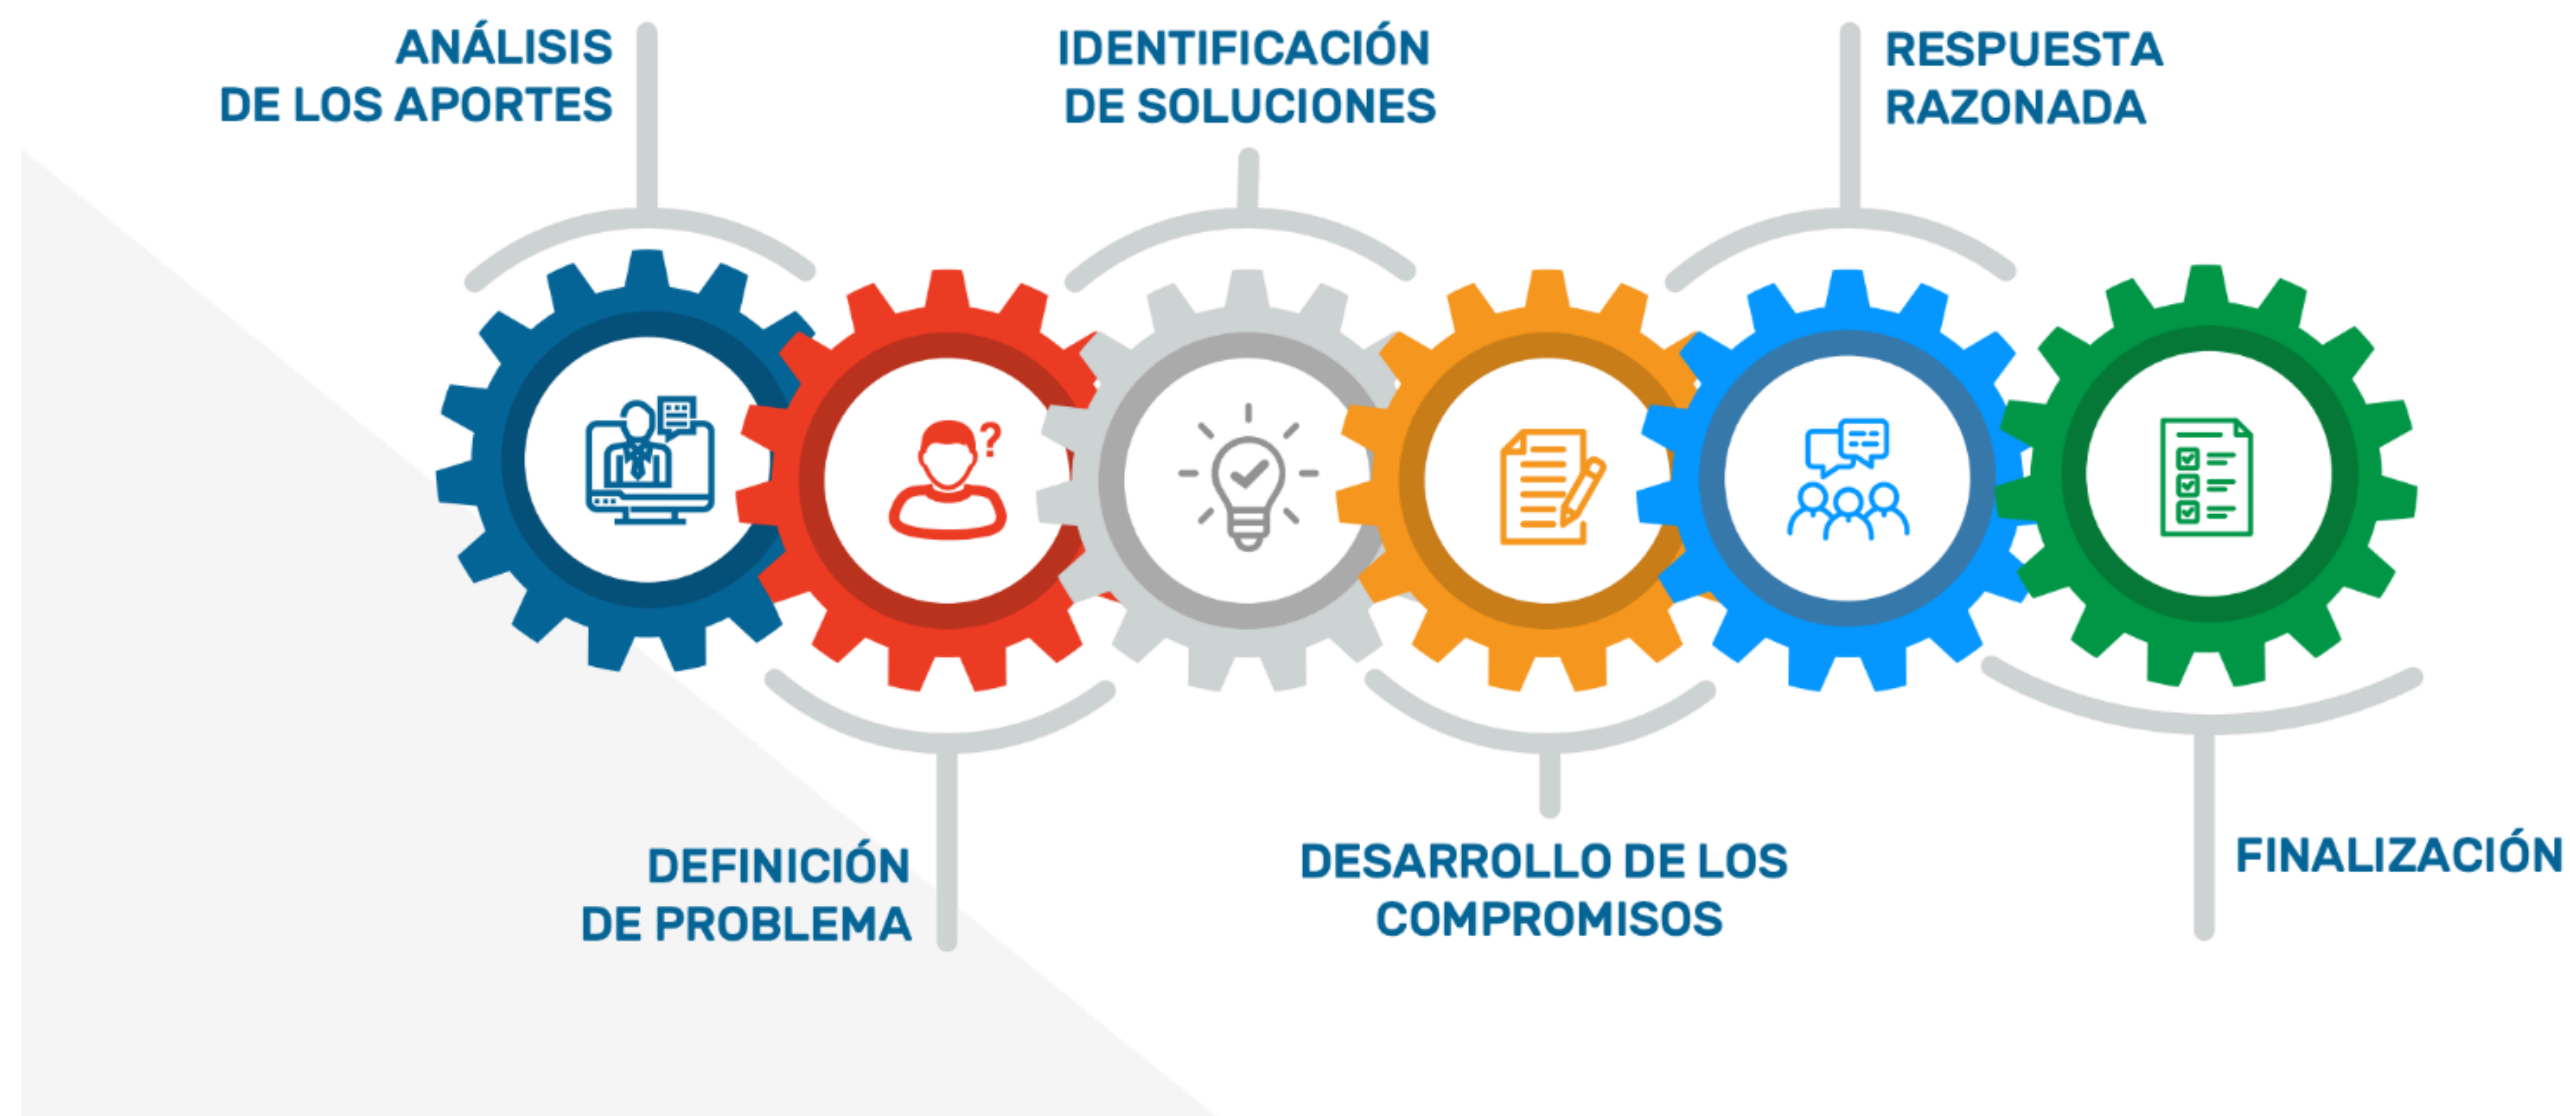 ANÁLISIS
DE LOS APORTES
IDENTIFICACIÓN
DE SOLUCIONES
RESPUESTA
RAZONADA
?
DEFINICIÓN
DE PROBLEMA
DESARROLLO DE LOS
COMPROMISOS
FINALIZACIÓN